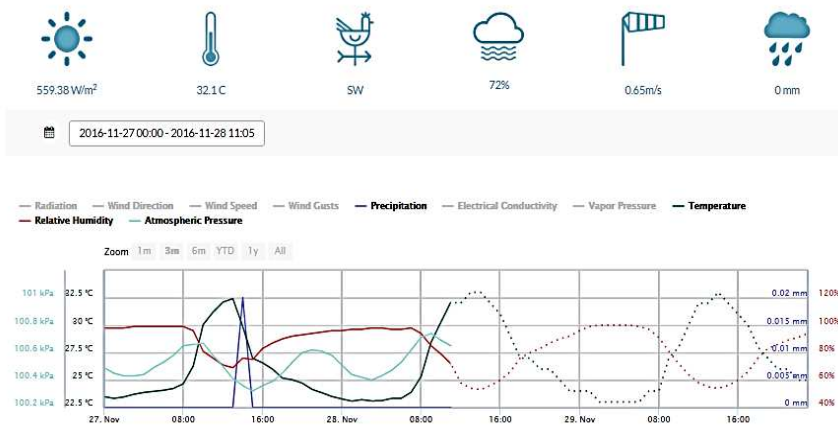 559.38 W/m²
32.1 C
SW
72%
0.65m/s
0 mm
2016-11-27 00:00 - 2016-11-28 11:05
Radiation Wind Direction Wind Speed Wind Gusts Precipitation Electrical Conductivity Vapor Pressure Temperature
Relative Humidity Atmospheric Pressure
Zoom 1m 3m 6m YTD 1y All
101 kPa 32.5 °C 0.02 mm 120%
100.8 kPa 30 °C 0.015 mm 100%
100.6 kPa 27.5 °C 0.01 mm 80%
100.4 kPa 25 °C 0.005 mm 60%
100.2 kPa 22.5 °C 0 mm 40%
27. Nov 08:00 16:00 28. Nov 08:00 16:00 29. Nov 08:00 16:00